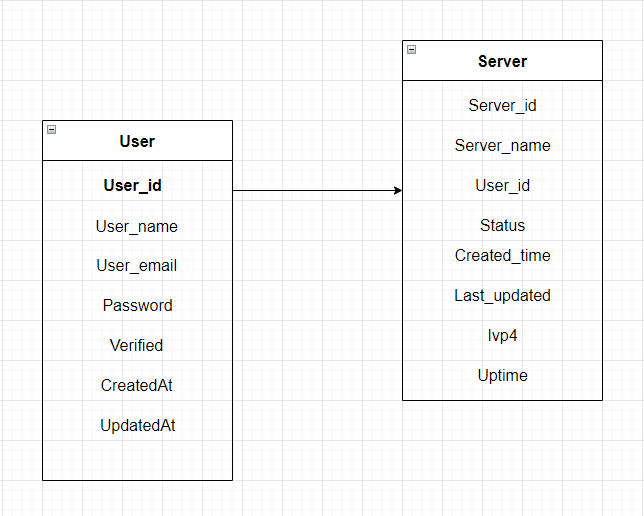 User
User_id
User_name
User_email
Password
Verified
CreatedAt
UpdatedAt
Server
Server_id
Server_name
User_id
Status
Created_time
Last_updated
Ivp4
Uptime